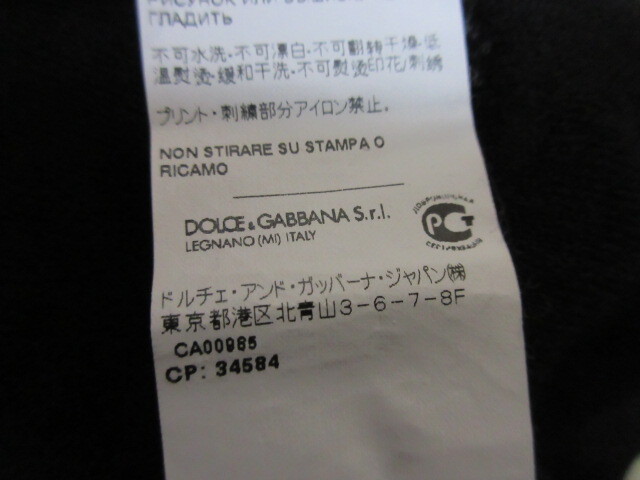 РИСУНОК ИЛИ
ГЛАДИТЬ
不可水洗·不可漂白·不可翻转干燥·低
温熨烫·缓和干洗·不可熨烫印花/刺绣
プリント・刺繍部分アイロン禁止.
NON STIRARE SU STAMPA O
RICAMO
DOLCE & GABBANA S.r.l.
LEGNANO (MI) ITALY
РСТ
ドルチェ・アンド・ガッバーナ・ジャパン㈱
東京都港区北青山3-6-7-8F
CA00985
CP: 34584